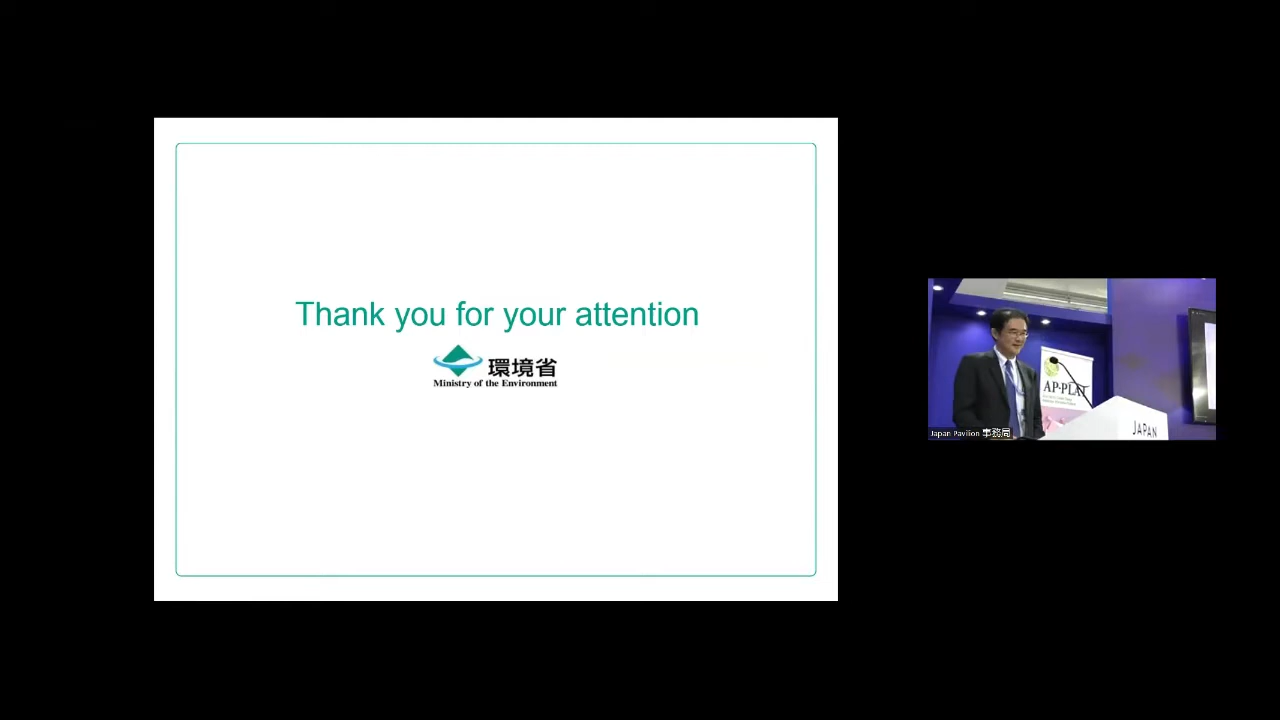 Thank you for your attention
環境省
Ministry of the Environment
AP-PLAT
Japan Pavilion 事務局
JAPAN